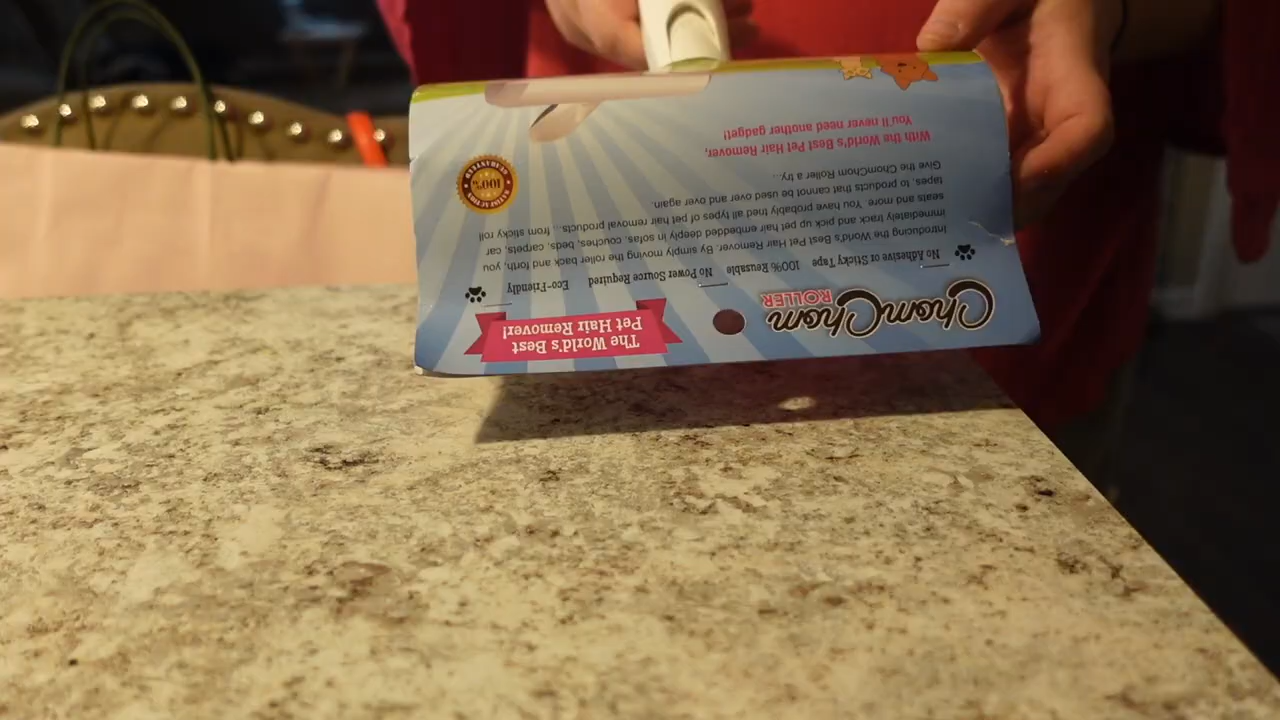 ChomChom
ROLLER
The World's Best
Pet Hair Remover!
No Adhesive or Sticky Tape 100% Reusable No Power Source Required Eco-Friendly
Introducing the World's Best Pet Hair Remover. By simply moving the roller back and forth, you
immediately track and pick up pet hair embedded deeply in sofas, couches, beds, carpets, car
seats and more. You have probably tried all types of pet hair removal products... from sticky roll
tapes, to products that cannot be used over and over again.
Give the ChomChom Roller a try...
With the World's Best Pet Hair Remover,
You'll never need another gadget!
SATISFACTION
100%
GUARANTEED